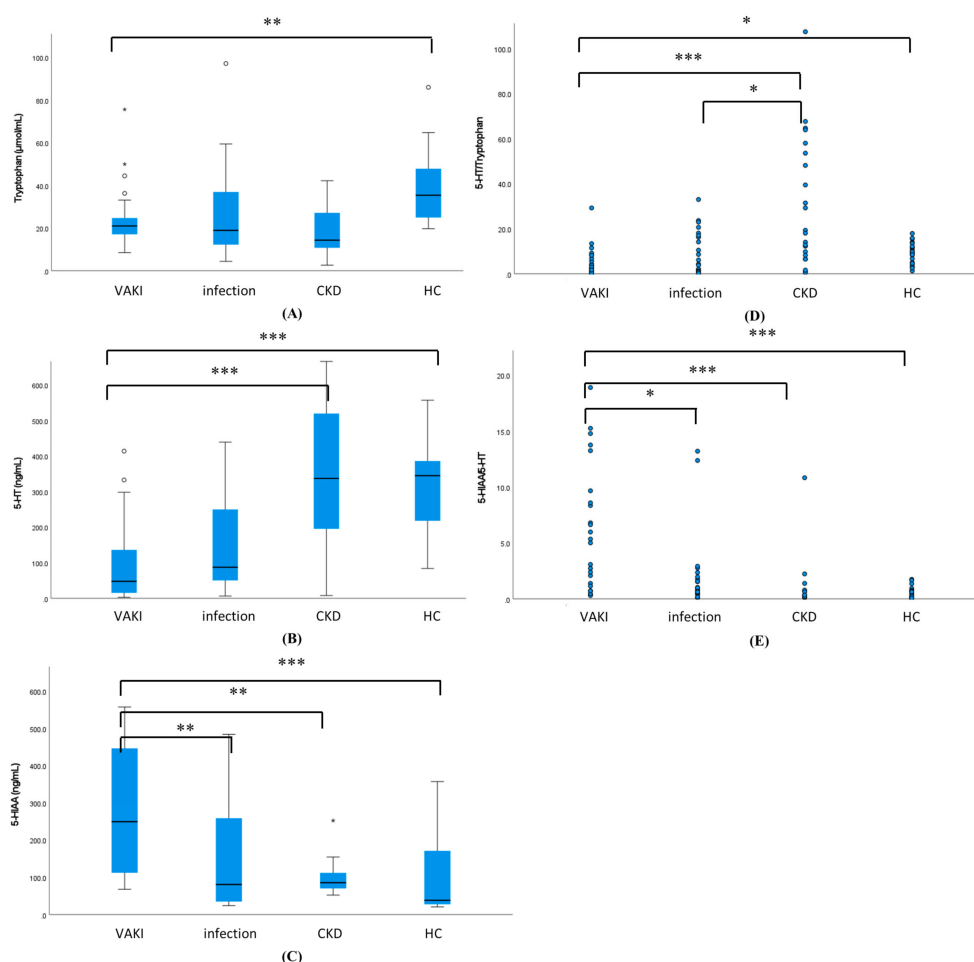 **
Tryptophan (μmol/mL)
100.0
80.0
60.0
40.0
20.0
.0
VAKI infection CKD HC
(A)
***
***
5-HT (ng/mL)
600.0
500.0
400.0
300.0
200.0
100.0
.0
VAKI infection CKD HC
(B)
***
**
**
5-HIAA (ng/mL)
600.0
500.0
400.0
300.0
200.0
100.0
.0
VAKI infection CKD HC
(C)
*
***
*
5-HT/Tryptophan
100.0
80.0
60.0
40.0
20.0
.0
VAKI infection CKD HC
(D)
***
***
*
5-HIAA/5-HT
20.0
15.0
10.0
5.0
.0
VAKI infection CKD HC
(E)